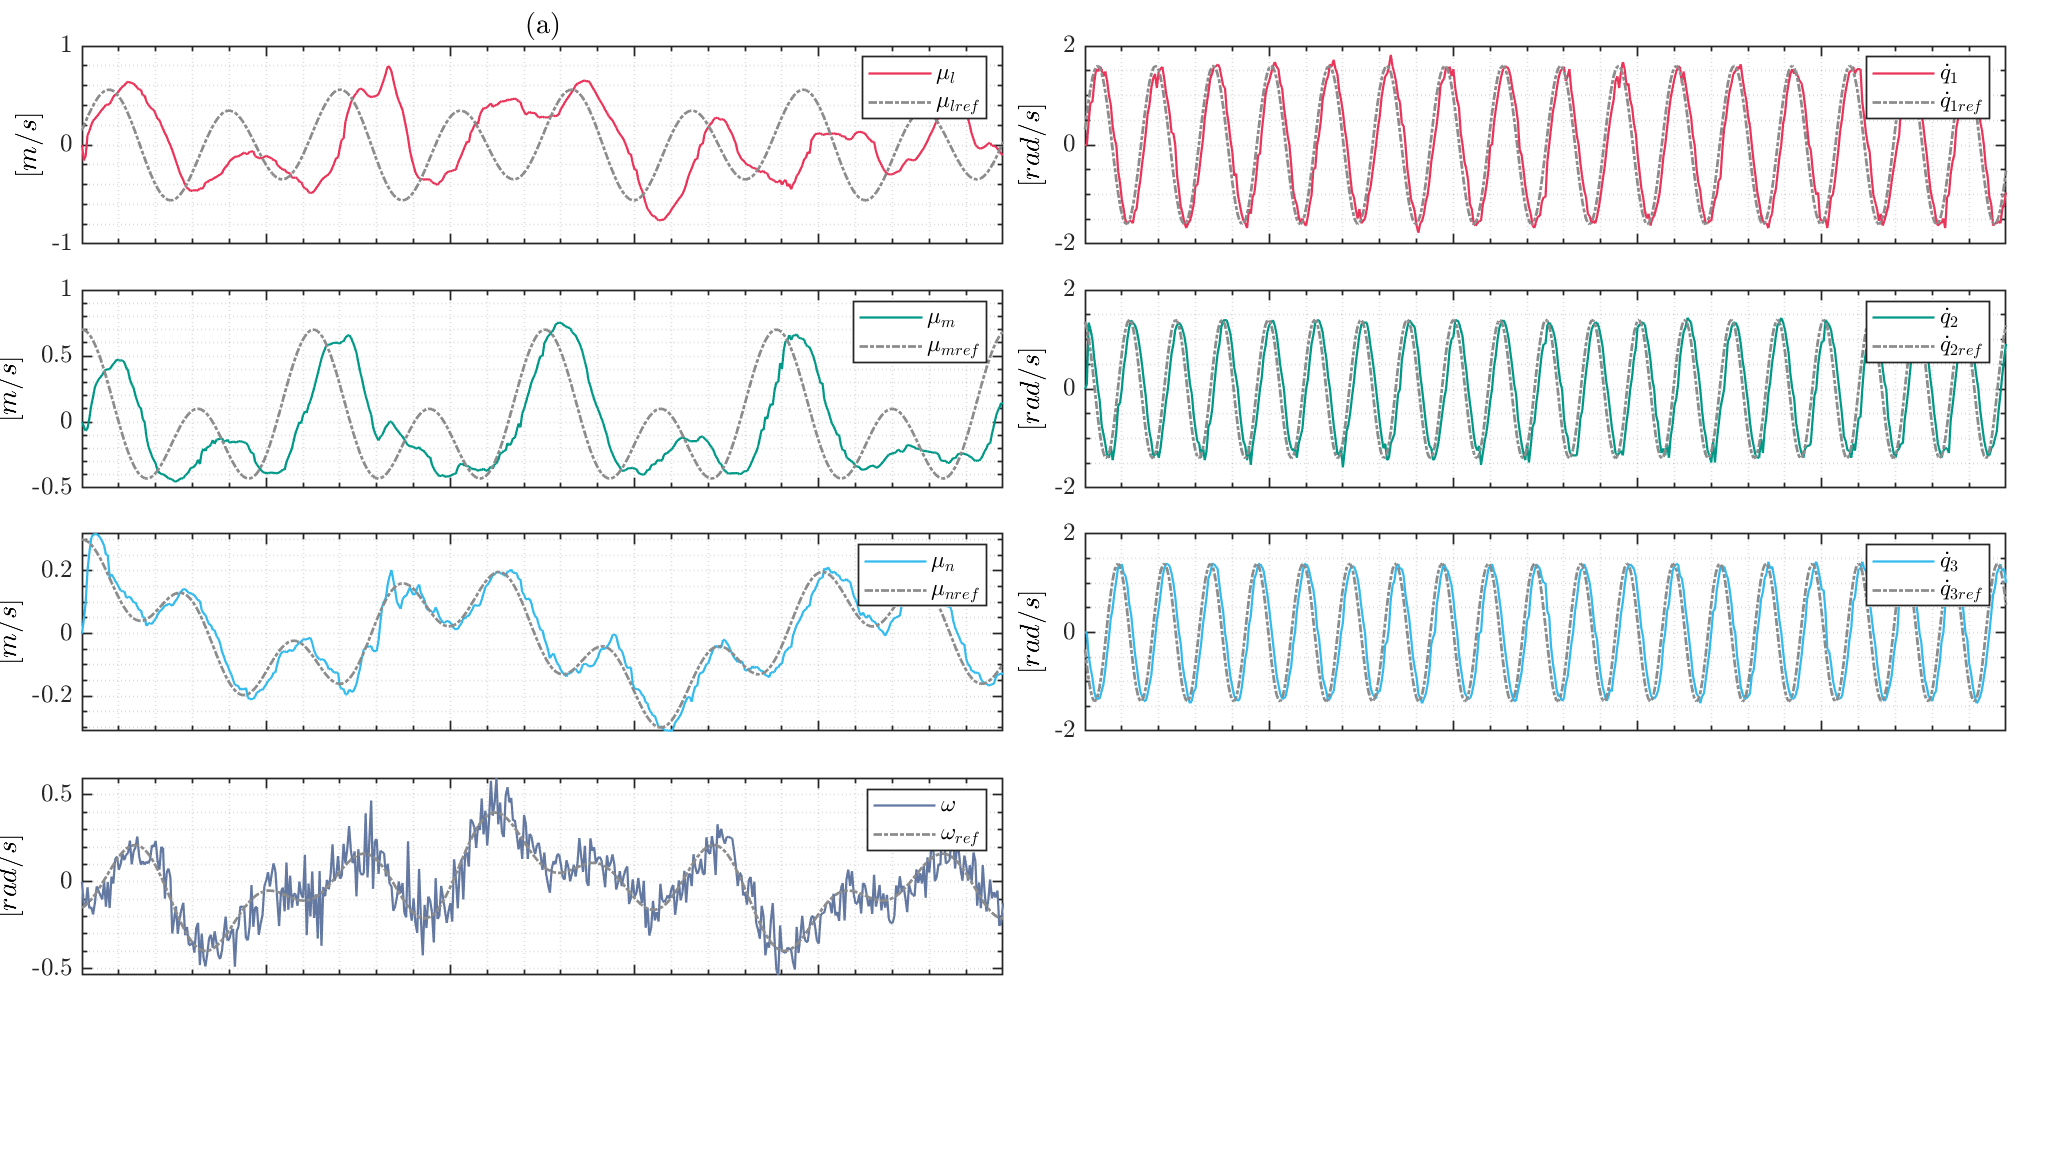 (a)
1
0
-1
[m/s]
μ_l
μ_lref
1
0.5
0
-0.5
[m/s]
μ_m
μ_mref
0.2
0
-0.2
[m/s]
μ_n
μ_nref
0.5
0
-0.5
[rad/s]
ω
ω_ref
2
0
-2
[rad/s]
q̇_1
q̇_1ref
2
0
-2
[rad/s]
q̇_2
q̇_2ref
2
0
-2
[rad/s]
q̇_3
q̇_3ref